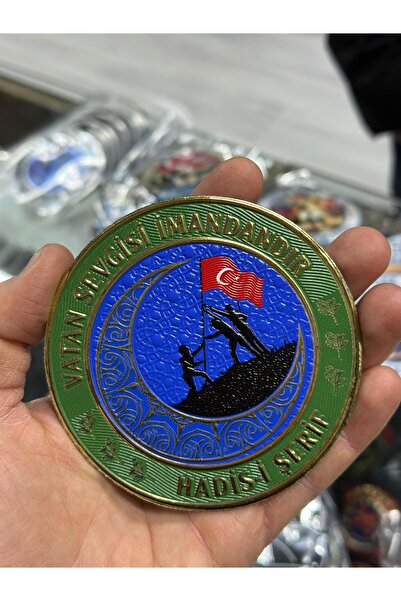 VATAN SEVGİSİ İMANDANDIR
HADİS-İ ŞERİF